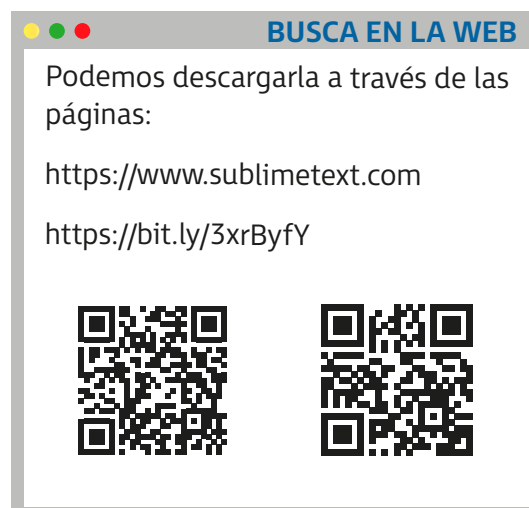 BUSCA EN LA WEB
Podemos descargarla a través de las
páginas:
https://www.sublimetext.com
https://bit.ly/3xrByfY